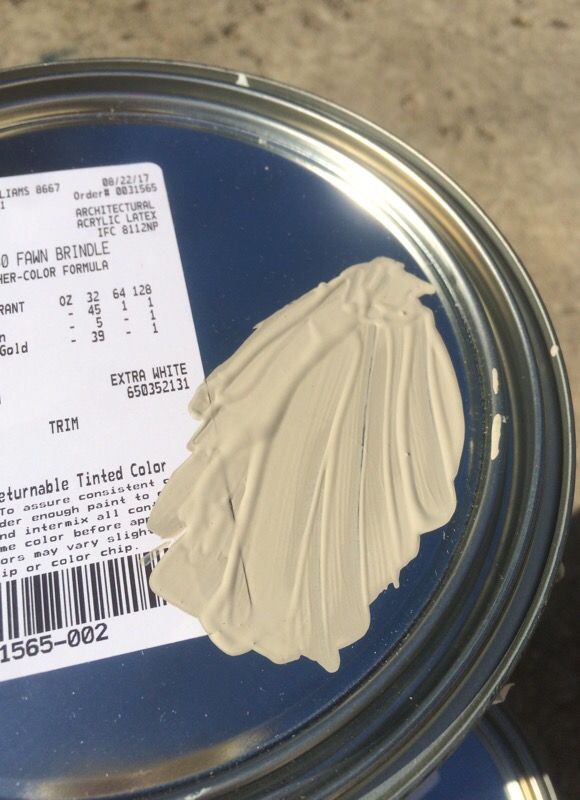 LIAMS 8667 08/22/17
Order# 0031565
ARCHITECTURAL
ACRYLIC LATEX
IFC 8112NP
0 FAWN BRINDLE
HER-COLOR FORMULA
RANT OZ 32 64 128
- 45 1 1
n - 5 - 1
Gold - 39 - 1
EXTRA WHITE
650352131
TRIM
eturnable Tinted Color
To assure consistent c
der enough paint to
nd intermix all con
me color before ap
ors may vary sligh
ip or color chip.
1565-002